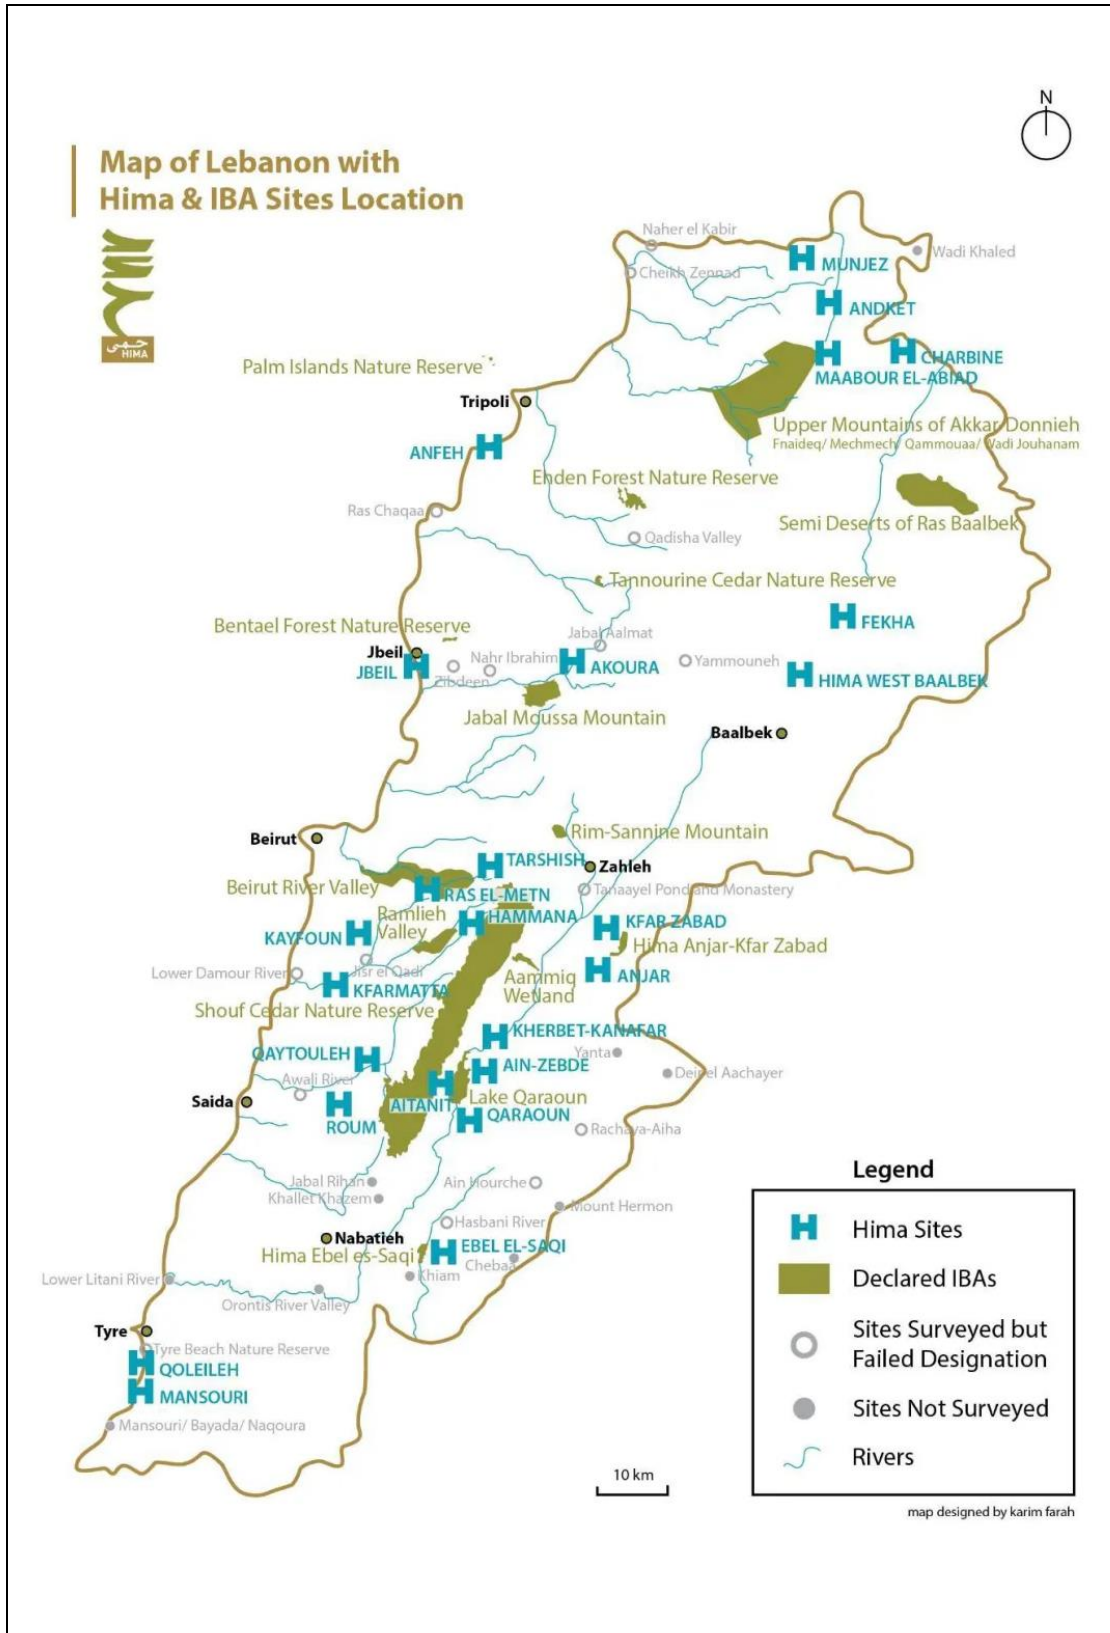 N
Map of Lebanon with
Hima & IBA Sites Location
حمى
HIMA
Naher el Kabir
Wadi Khaled
MUNJEZ
Cheikh Zennad
ANDKET
CHARBINE
Palm Islands Nature Reserve
MAABOUR EL-ABIAD
Tripoli
Upper Mountains of Akkar Donnieh
Fnaideq/ Mechmech/ Qammouaa/ Wadi Jouhanam
ANFEH
Ehden Forest Nature Reserve
Ras Chaqaa
Semi Deserts of Ras Baalbek
Qadisha Valley
Tannourine Cedar Nature Reserve
FEKHA
Bentael Forest Nature Reserve
Jabal Aalmat
Jbeil
Nahr Ibrahim
Yammouneh
JBEIL
AKOURA
Zibdeen
HIMA WEST BAALBEK
Jabal Moussa Mountain
Baalbek
Rim-Sannine Mountain
Beirut
TARSHISH
Zahleh
Beirut River Valley
Tanaayel Pond and Monastery
RAS EL-METN
Ramlieh
Valley
HAMMANA
KFAR ZABAD
KAYFOUN
Hima Anjar-Kfar Zabad
Lower Damour River
Jisr el Qadi
Aammiq
Wetland
ANJAR
KFARMATTA
Shouf Cedar Nature Reserve
KHERBET-KANAFAR
QAYTOULEH
Yanta
AIN-ZEBDE
Deir el Aachayer
Awali River
Saida
AITANIT
Lake Qaraoun
QARAOUN
ROUM
Rachaya-Aiha
Jabal Rihan
Ain Hourche
Khallet Khazem
Mount Hermon
Hasbani River
Nabatieh
EBEL EL-SAQI
Hima Ebel es-Saqi
Chebaa
Khiam
Lower Litani River
Orontis River Valley
Tyre
Tyre Beach Nature Reserve
QOLEILEH
MANSOURI
Mansouri/ Bayada/ Naqoura
Legend
Hima Sites
Declared IBAs
Sites Surveyed but
Failed Designation
Sites Not Surveyed
Rivers
10 km
map designed by karim farah